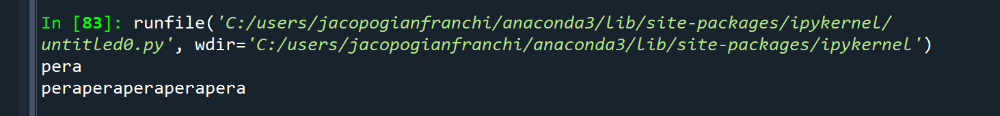 In [83]: runfile('C:/users/jacopogianfranchi/anaconda3/lib/site-packages/ipykernel/
untitled0.py', wdir='C:/users/jacopogianfranchi/anaconda3/lib/site-packages/ipykernel')
pera
peraperaperaperapera